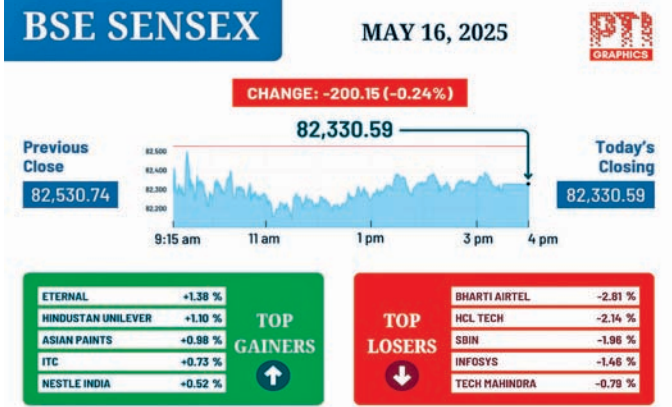 BSE SENSEX
MAY 16, 2025
PTI
GRAPHICS
CHANGE: -200.15 (-0.24%)
82,330.59
Previous
Close
82,530.74
82,500
82,400
82,300
82,200
9:15 am 11 am 1 pm 3 pm 4 pm
Today's
Closing
82,330.59
ETERNAL +1.38 %
HINDUSTAN UNILEVER +1.10 %
ASIAN PAINTS +0.98 %
ITC +0.73 %
NESTLE INDIA +0.52 %
TOP
GAINERS
TOP
LOSERS
BHARTI AIRTEL -2.81 %
HCL TECH -2.14 %
SBIN -1.96 %
INFOSYS -1.46 %
TECH MAHINDRA -0.79 %